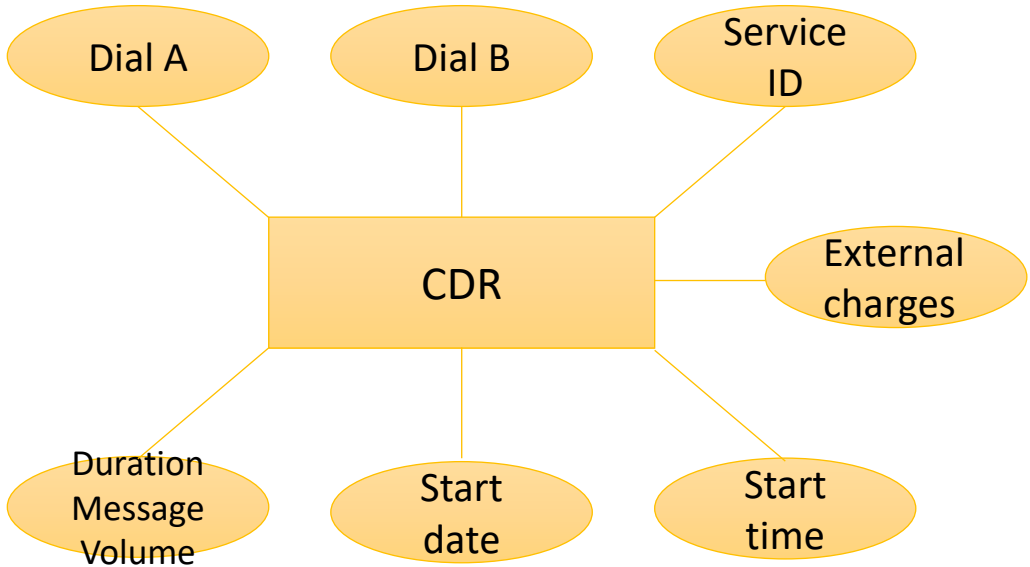 Dial A
Dial B
Service
ID
External
charges
CDR
Duration
Message
Volume
Start
date
Start
time